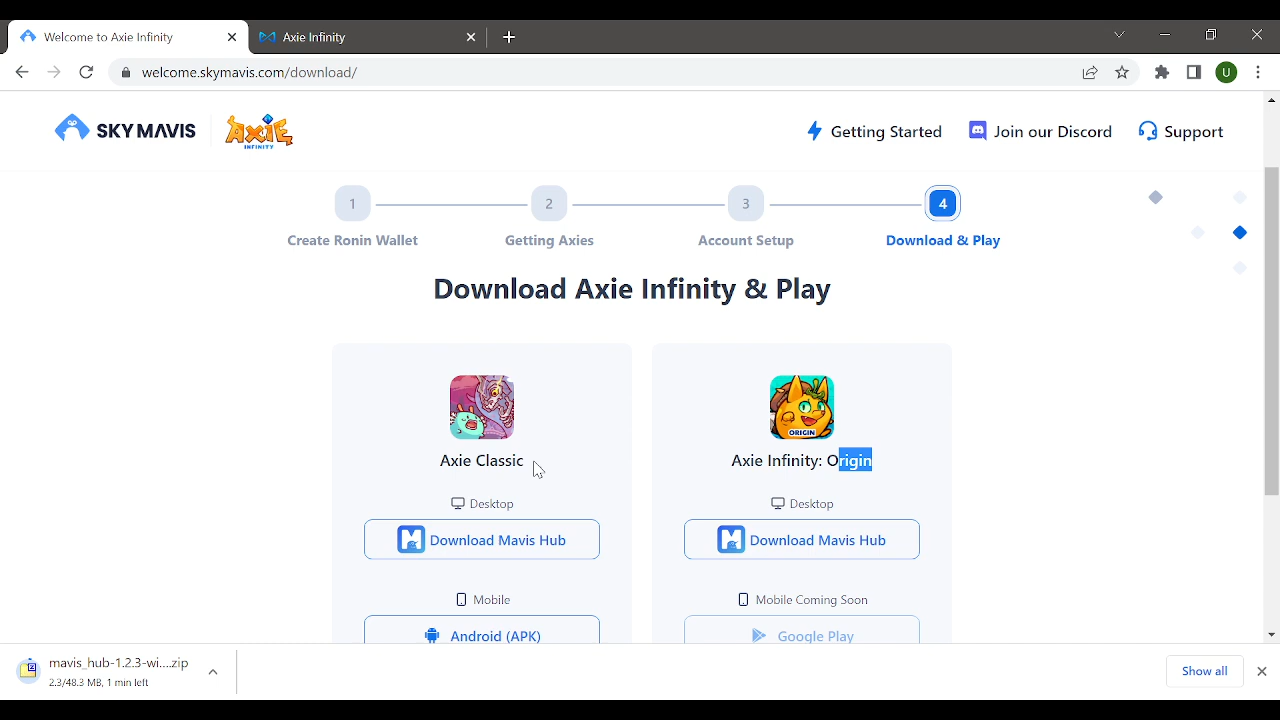 Welcome to Axie Infinity
Axie Infinity
welcome.skymavis.com/download/
U
SKY MAVIS
AXIE
INFINITY
Getting Started
Join our Discord
Support
1
2
3
4
Create Ronin Wallet
Getting Axies
Account Setup
Download & Play
Download Axie Infinity & Play
ORIGIN
Axie Classic
Axie Infinity: Origin
Desktop
Desktop
Download Mavis Hub
Download Mavis Hub
Mobile
Mobile Coming Soon
Android (APK)
Google Play
mavis_hub-1.2.3-wi....zip
2.3/48.3 MB, 1 min left
Show all